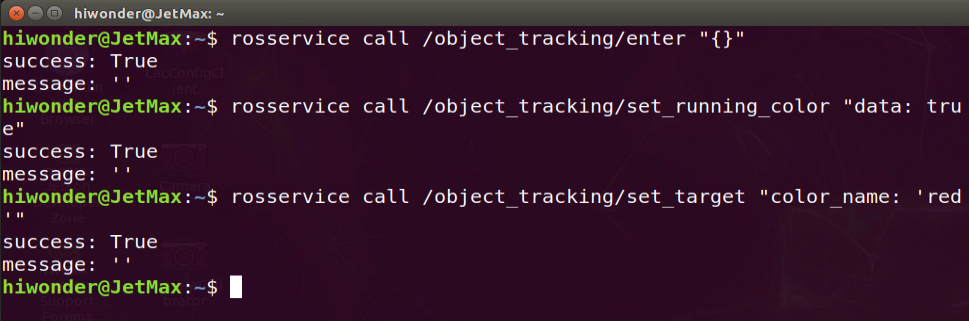 hiwonder@JetMax: ~
hiwonder@JetMax:~$ rosservice call /object_tracking/enter "{}"
success: True
message: ''
hiwonder@JetMax:~$ rosservice call /object_tracking/set_running_color "data: tru
e"
success: True
message: ''
hiwonder@JetMax:~$ rosservice call /object_tracking/set_target "color_name: 'red
'"
success: True
message: ''
hiwonder@JetMax:~$